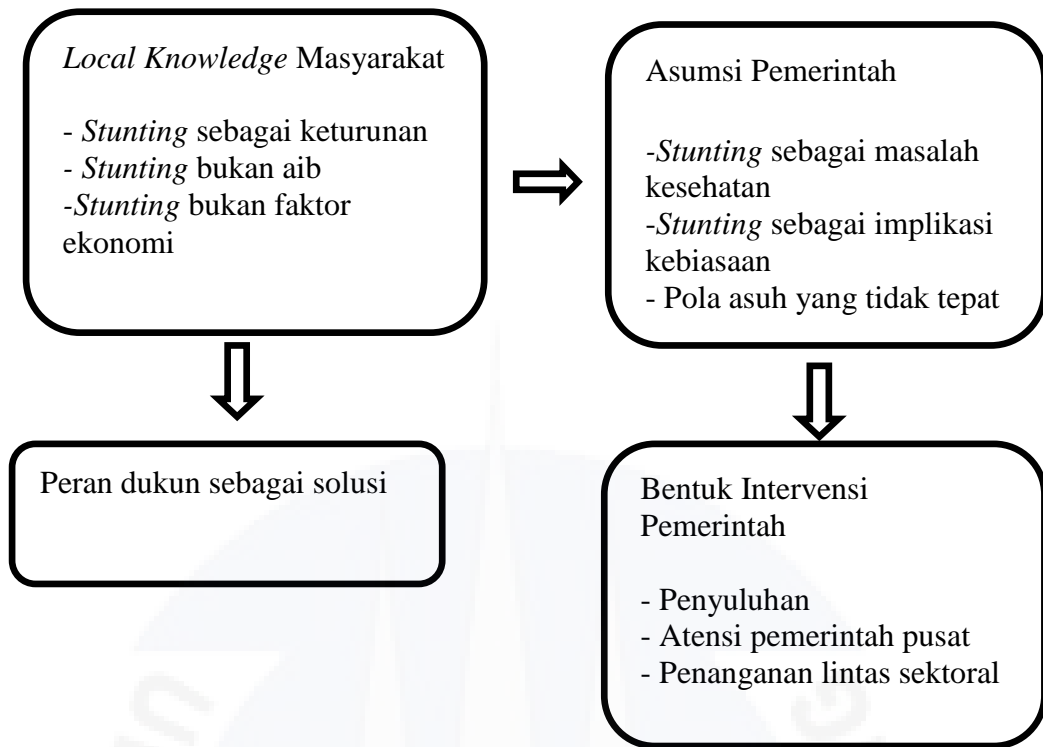 Local Knowledge Masyarakat
- Stunting sebagai keturunan
- Stunting bukan aib
-Stunting bukan faktor
ekonomi
Asumsi Pemerintah
-Stunting sebagai masalah
kesehatan
-Stunting sebagai implikasi
kebiasaan
- Pola asuh yang tidak tepat
Peran dukun sebagai solusi
Bentuk Intervensi
Pemerintah
- Penyuluhan
- Atensi pemerintah pusat
- Penanganan lintas sektoral